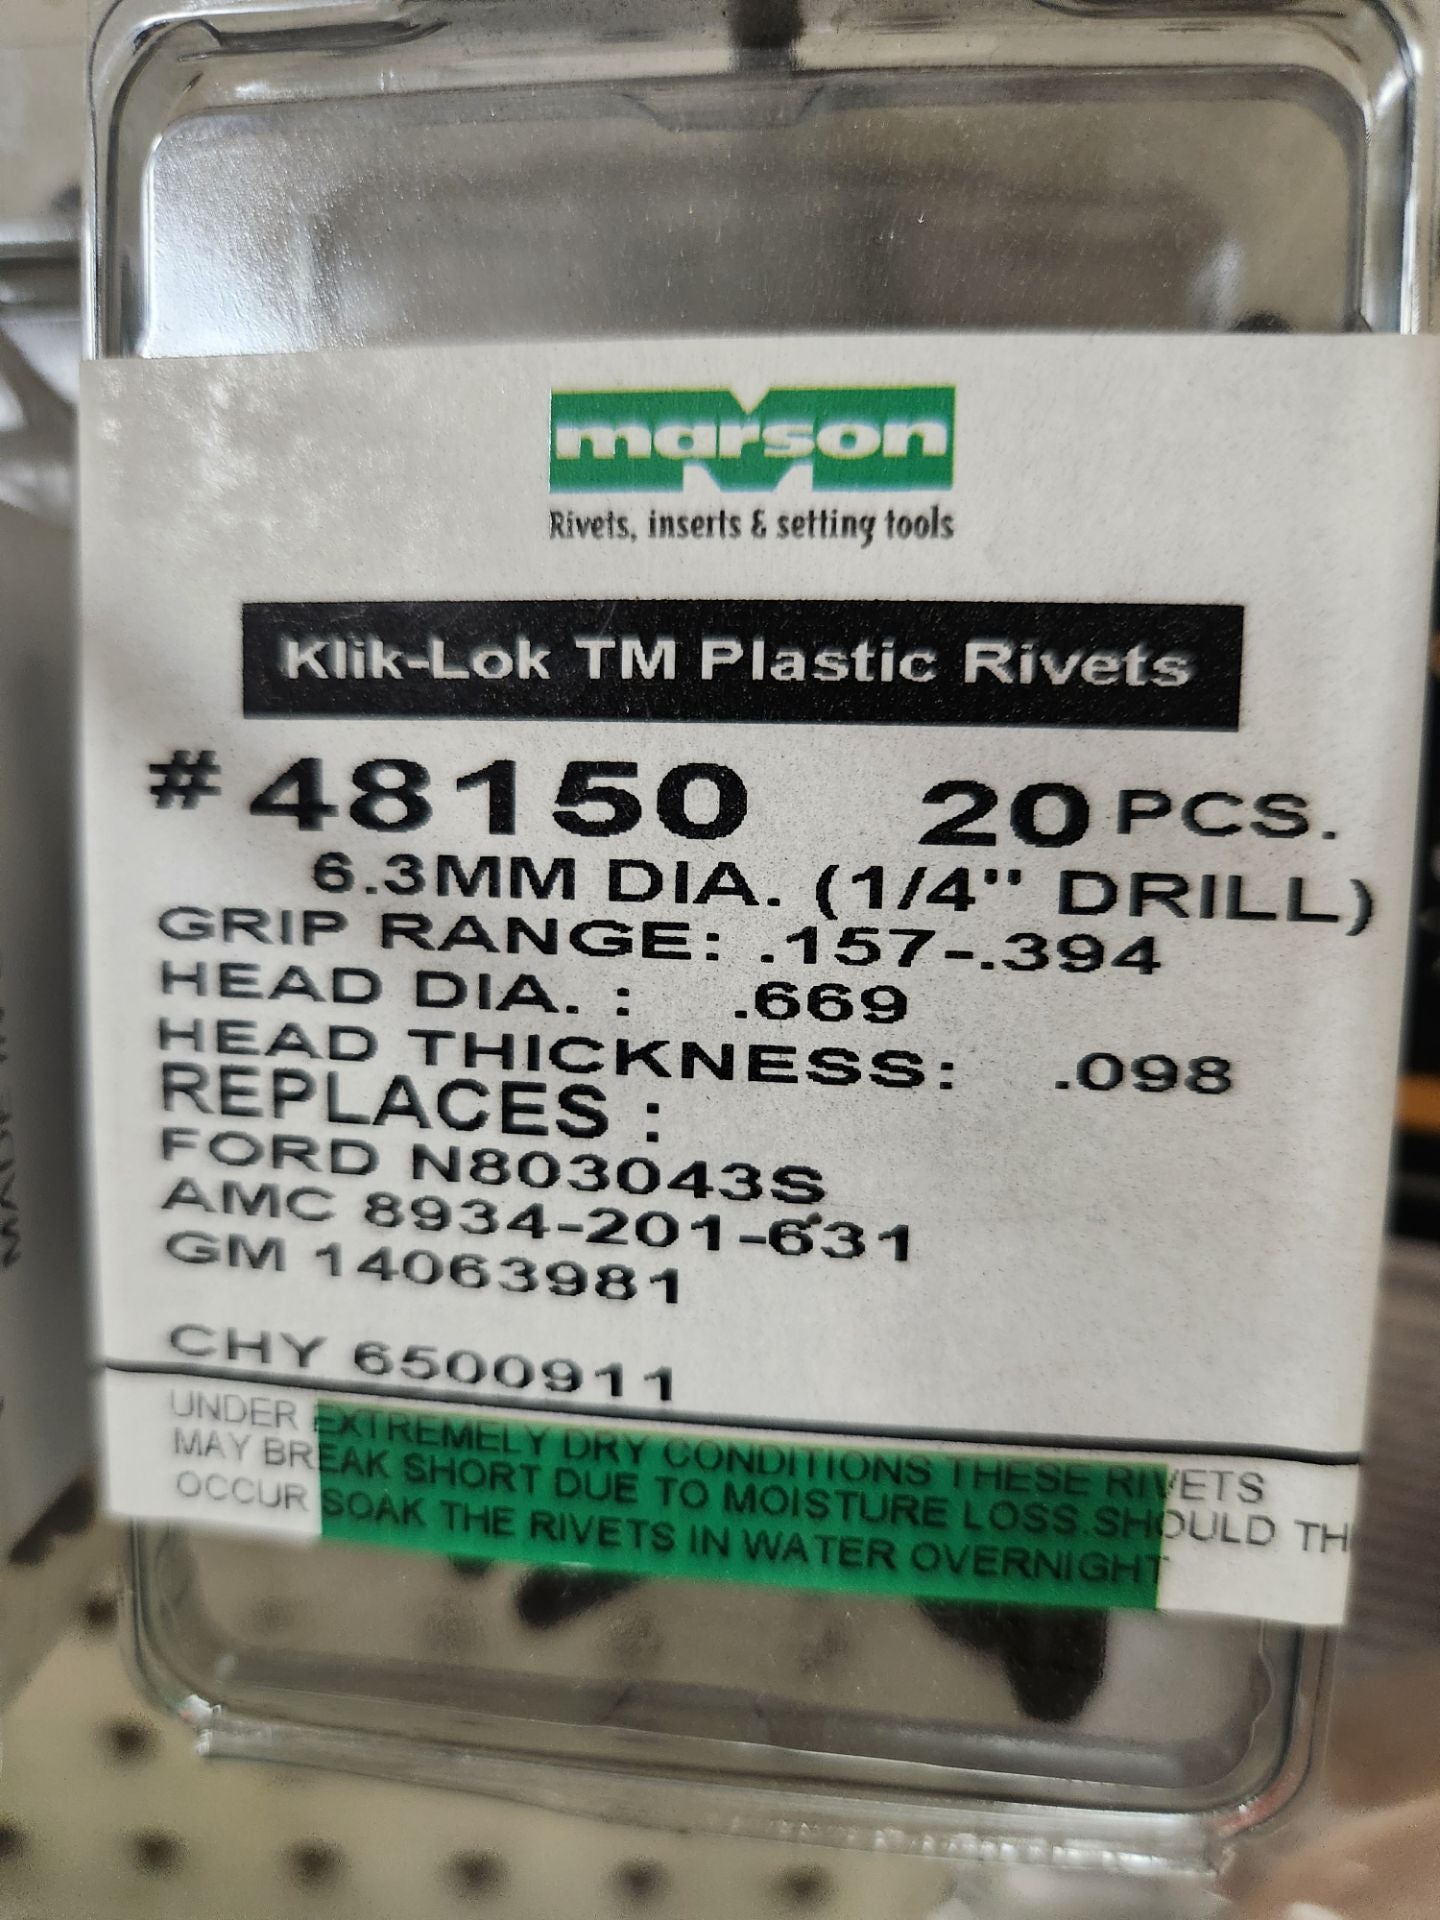 marson
Rivets, inserts & setting tools
Klik-Lok TM Plastic Rivets
#48150 20 PCS.
6.3MM DIA. (1/4" DRILL)
GRIP RANGE: .157-.394
HEAD DIA. : .669
HEAD THICKNESS: .098
REPLACES :
FORD N803043S
AMC 8934-201-631
GM 14063981
CHY 6500911
UNDER EXTREMELY DRY CONDITIONS THESE RIVETS
MAY BREAK SHORT DUE TO MOISTURE LOSS.SHOULD TH
OCCUR SOAK THE RIVETS IN WATER OVERNIGHT